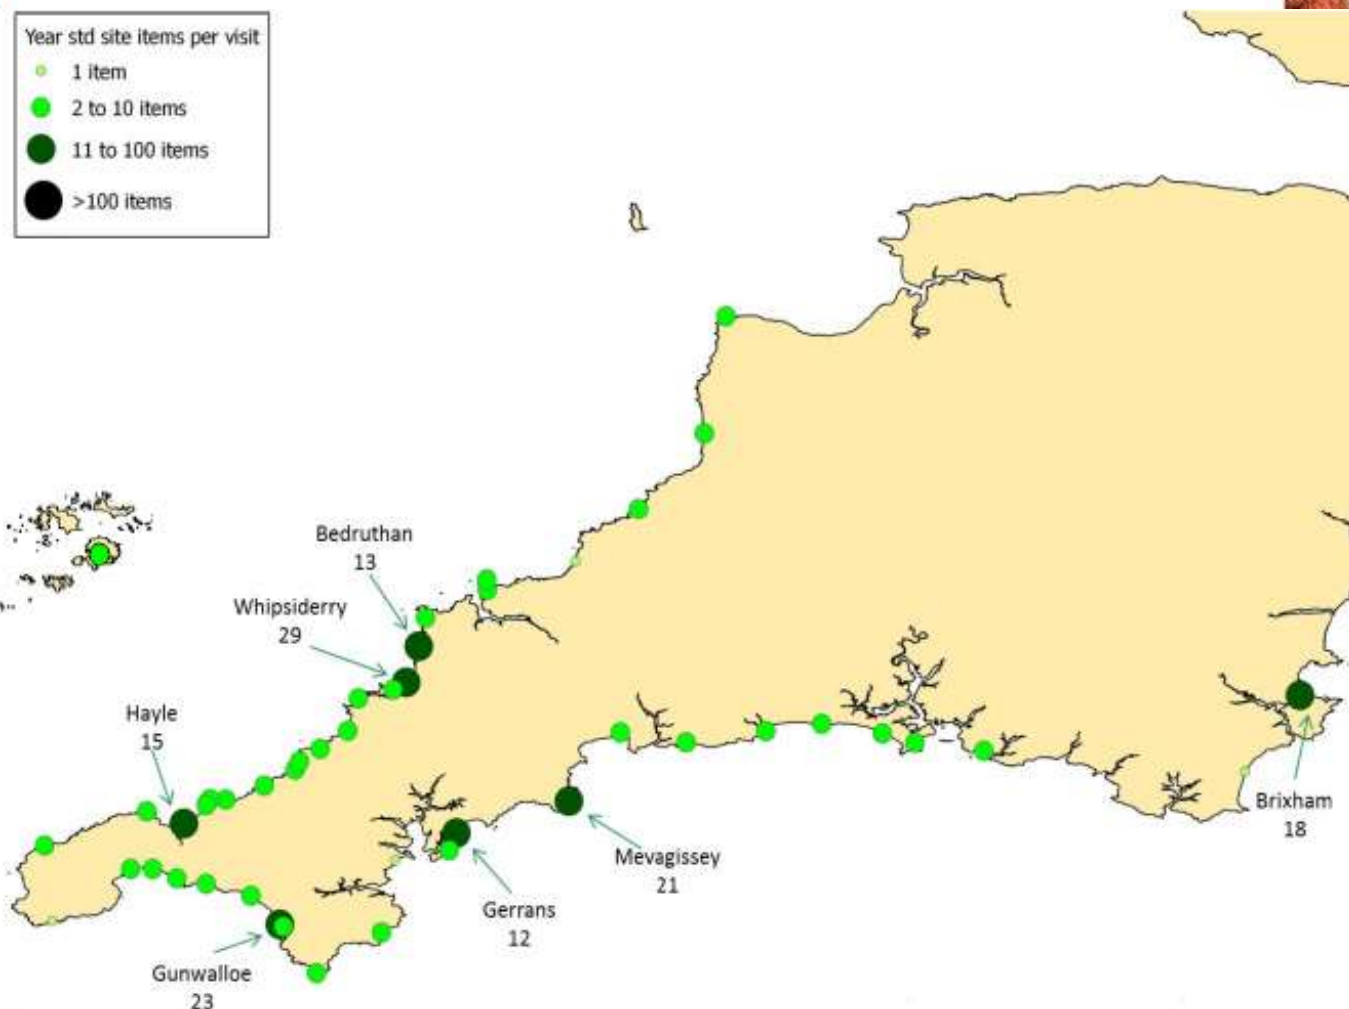 Year std site items per visit
1 item
2 to 10 items
11 to 100 items
>100 items
Bedruthan
13
Whipsiderry
29
Hayle
15
Mevagissey
21
Brixham
18
Gerrans
12
Gunwalloe
23